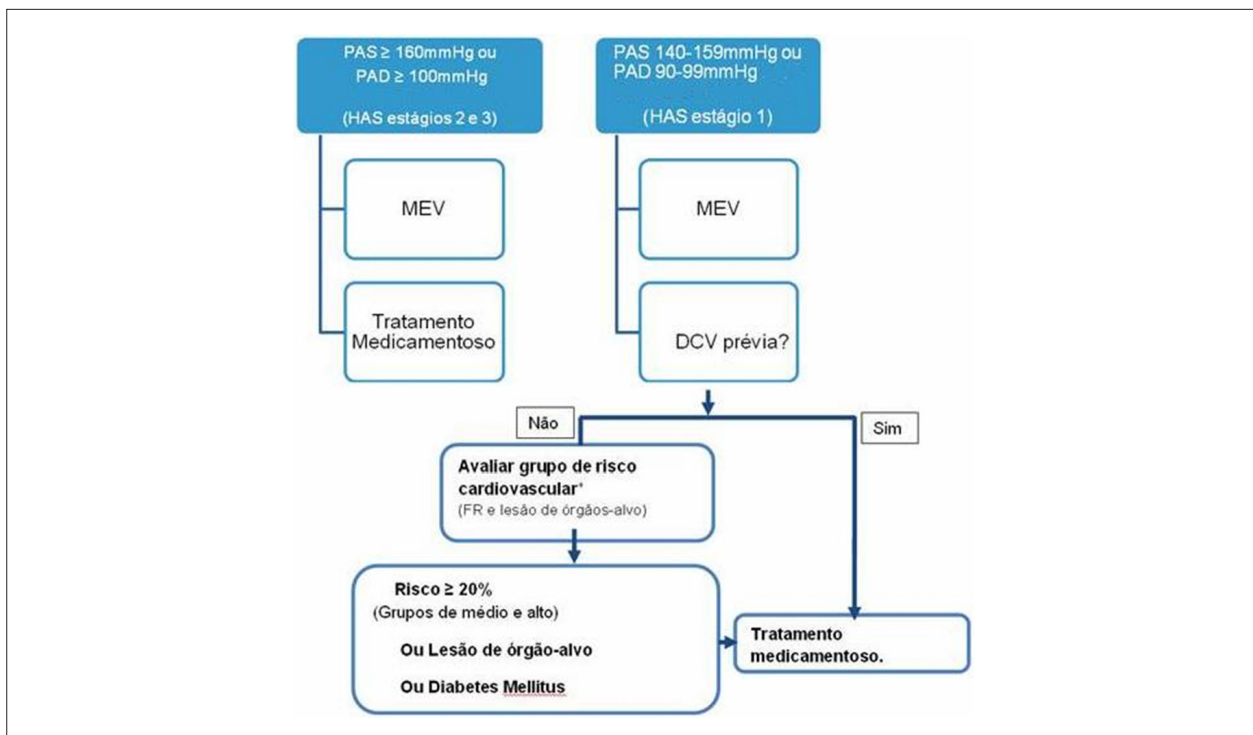 PAS ≥ 160mmHg ou
PAD ≥ 100mmHg
(HAS estágios 2 e 3)
MEV
Tratamento
Medicamentoso
PAS 140-159mmHg ou
PAD 90-99mmHg
(HAS estágio 1)
MEV
DCV prévia?
Não
Sim
Avaliar grupo de risco
cardiovascular*
(FR e lesão de órgãos-alvo)
Risco ≥ 20%
(Grupos de médio e alto)
Ou Lesão de órgão-alvo
Ou Diabetes Mellitus
Tratamento
medicamentoso.